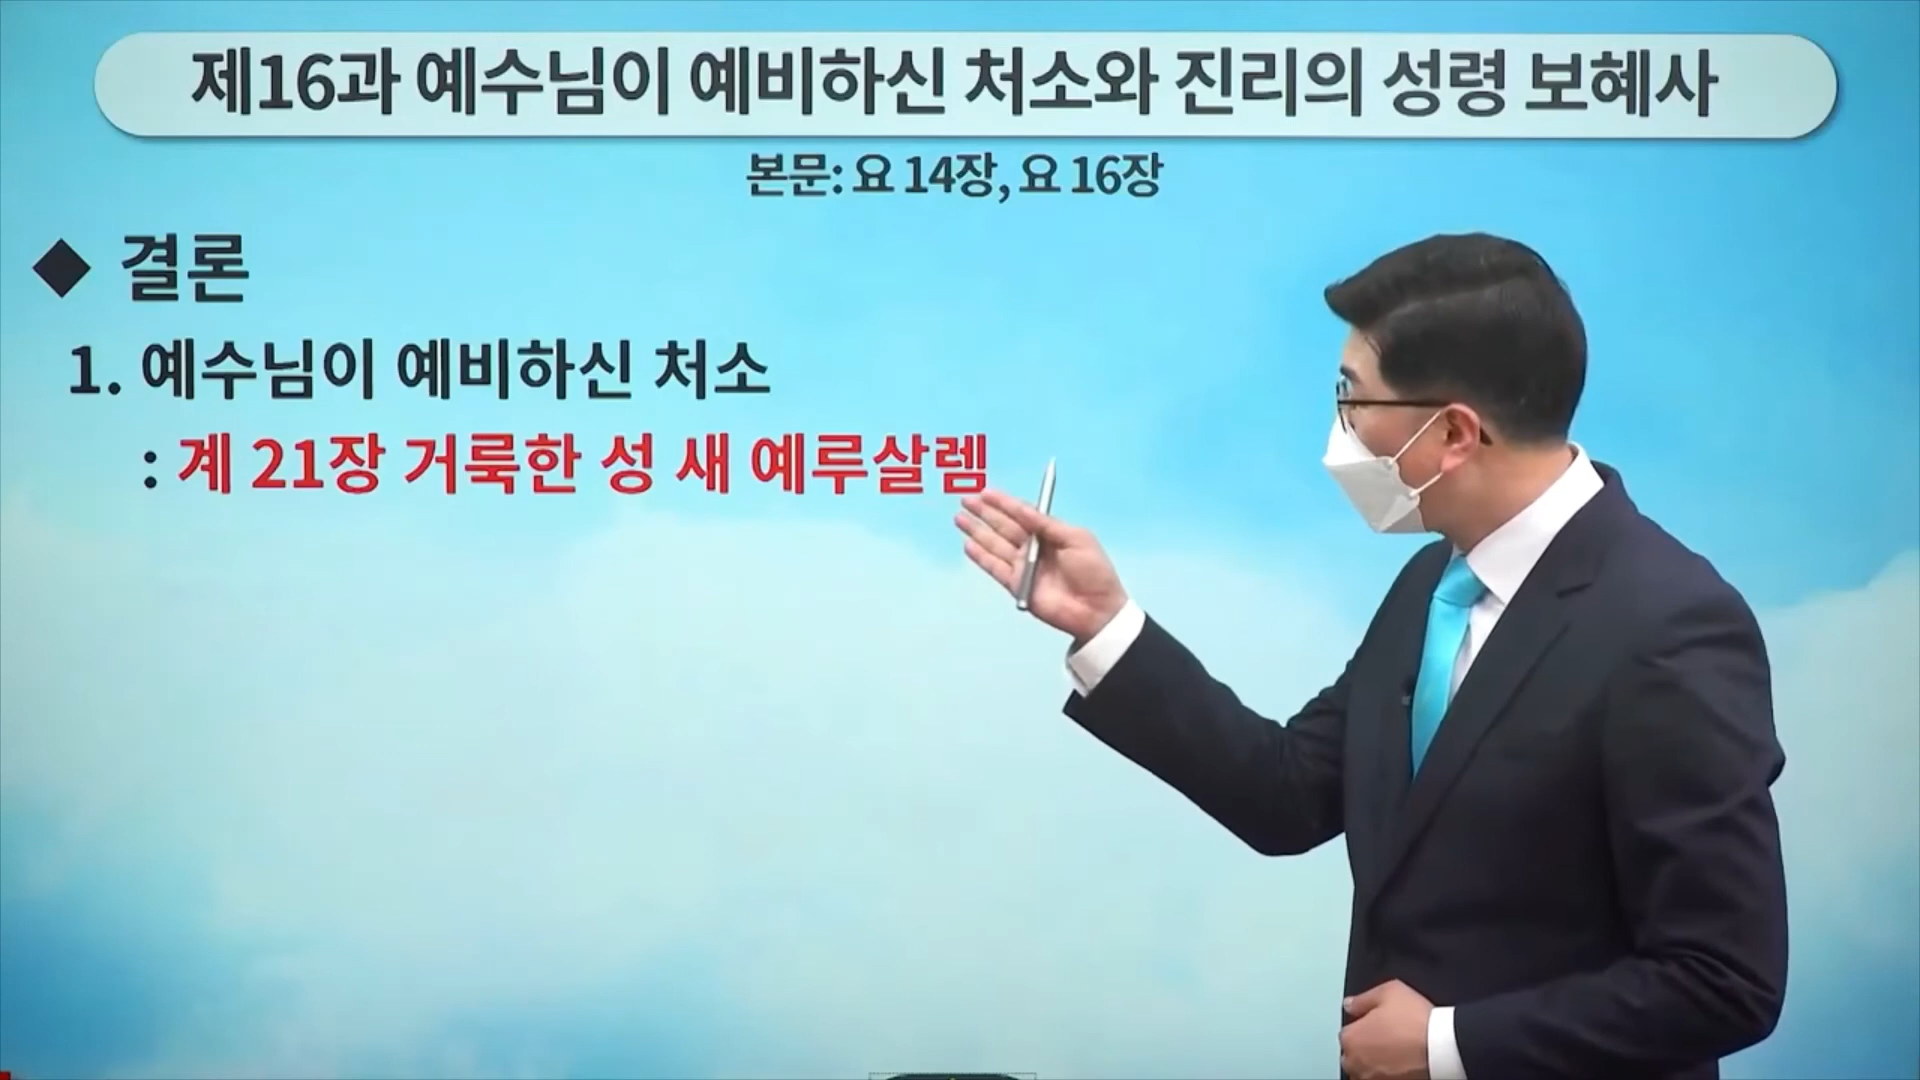 제16과 예수님이 예비하신 처소와 진리의 성령 보혜사
본문: 요 14장, 요 16장
◆ 결론
1. 예수님이 예비하신 처소
: 계 21장 거룩한 성 새 예루살렘